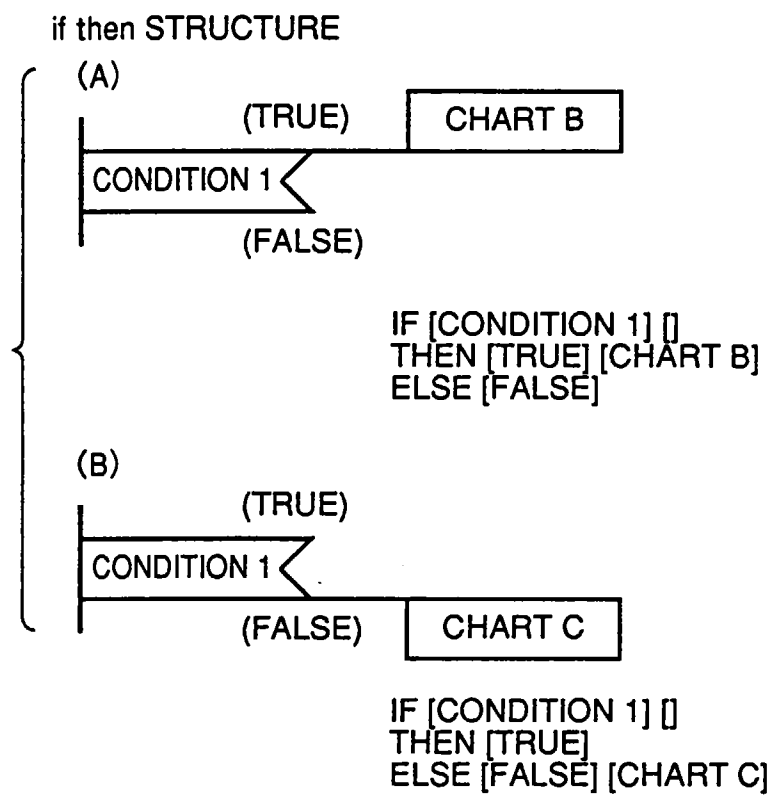 if then STRUCTURE
(A)
(TRUE) CHART B
CONDITION 1
(FALSE)
IF [CONDITION 1] []
THEN [TRUE] [CHART B]
ELSE [FALSE]
(B)
(TRUE)
CONDITION 1
(FALSE) CHART C
IF [CONDITION 1] []
THEN [TRUE]
ELSE [FALSE] [CHART C]